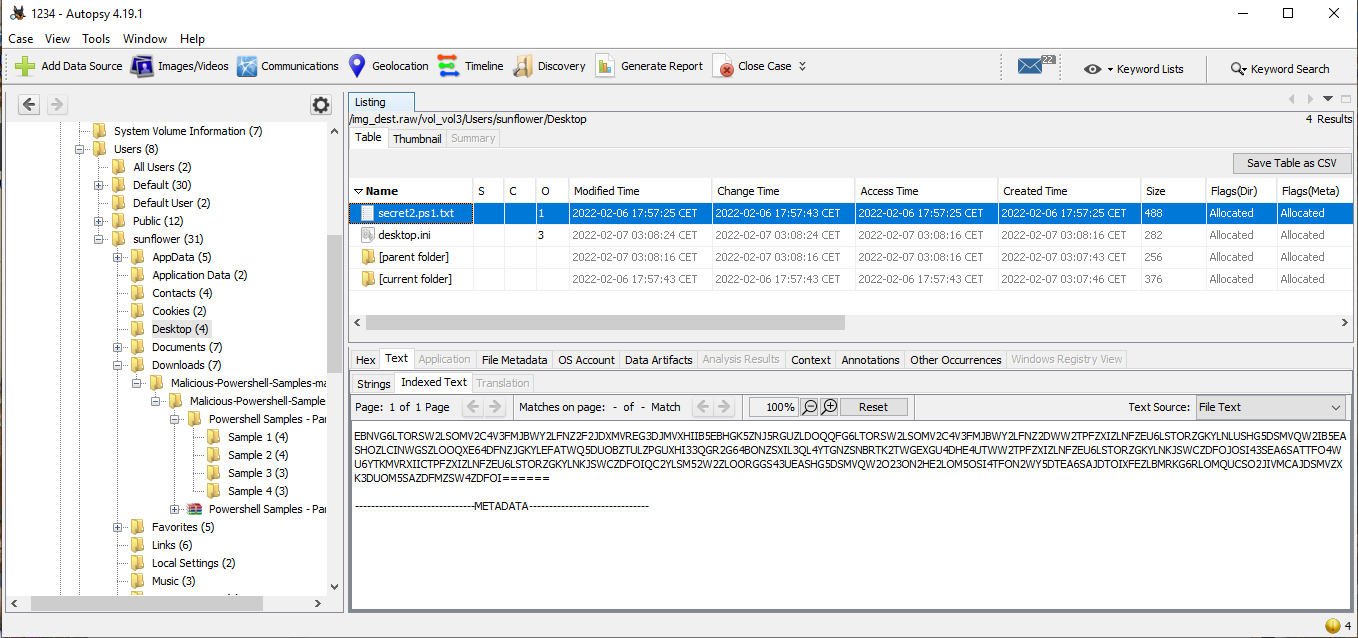 1234 - Autopsy 4.19.1
Case View Tools Window Help
Add Data Source Images/Videos Communications Geolocation Timeline Discovery Generate Report Close Case 22 Keyword Lists Keyword Search
Listing
/img_dest.raw/vol_vol3/Users/sunflower/Desktop 4 Results
Table Thumbnail Summary
Save Table as CSV
Name S C O Modified Time Change Time Access Time Created Time Size Flags(Dir) Flags(Meta)
secret2.ps1.txt 1 2022-02-06 17:57:25 CET 2022-02-06 17:57:43 CET 2022-02-06 17:57:25 CET 2022-02-06 17:57:25 CET 488 Allocated Allocated
desktop.ini 3 2022-02-07 03:08:24 CET 2022-02-07 03:08:24 CET 2022-02-07 03:08:16 CET 2022-02-07 03:08:16 CET 282 Allocated Allocated
[parent folder] 2022-02-07 03:08:16 CET 2022-02-07 03:08:16 CET 2022-02-07 03:08:16 CET 2022-02-07 03:07:43 CET 256 Allocated Allocated
[current folder] 2022-02-06 17:57:43 CET 2022-02-06 17:57:43 CET 2022-02-06 17:57:43 CET 2022-02-07 03:07:46 CET 376 Allocated Allocated
System Volume Information (7)
Users (8)
All Users (2)
Default (30)
Default User (2)
Public (12)
sunflower (31)
AppData (5)
Application Data (2)
Contacts (4)
Cookies (2)
Desktop (4)
Documents (7)
Downloads (7)
Malicious-Powershell-Samples-ma
Malicious-Powershell-Sample
Powershell Samples - Par
Sample 1 (4)
Sample 2 (4)
Sample 3 (3)
Sample 4 (3)
Powershell Samples - Par
Favorites (5)
Links (6)
Local Settings (2)
Music (3)
Hex Text Application File Metadata OS Account Data Artifacts Analysis Results Context Annotations Other Occurrences Windows Registry View
Strings Indexed Text Translation
Page: 1 of 1 Page Matches on page: - of - Match 100% Reset Text Source: File Text
------------------------------METADATA------------------------------
4